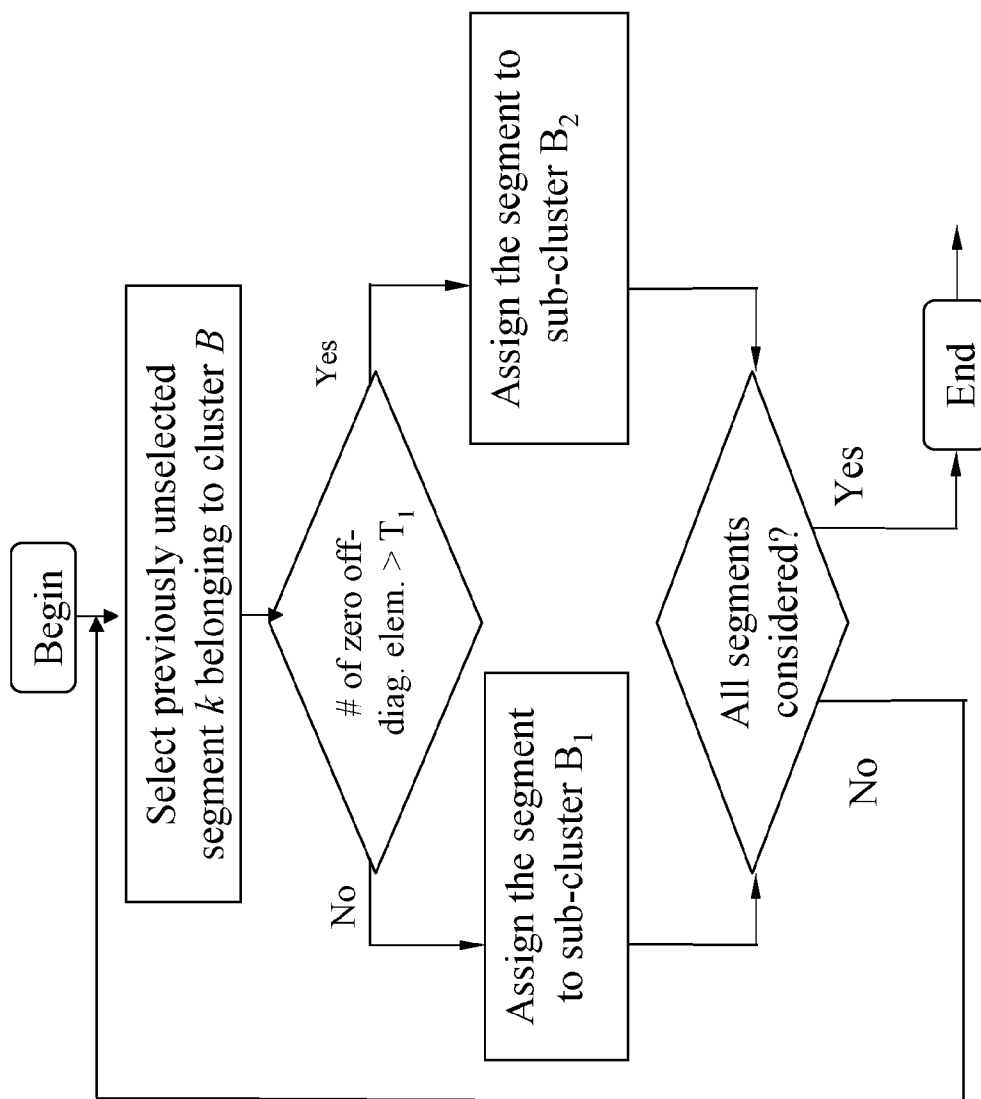 Begin
Select previously unselected
segment k belonging to cluster B
# of zero off-
diag. elem. > T₁
No
Yes
Assign the segment
to sub-cluster B₁
Assign the segment to
sub-cluster B₂
All segments
considered?
No
Yes
End